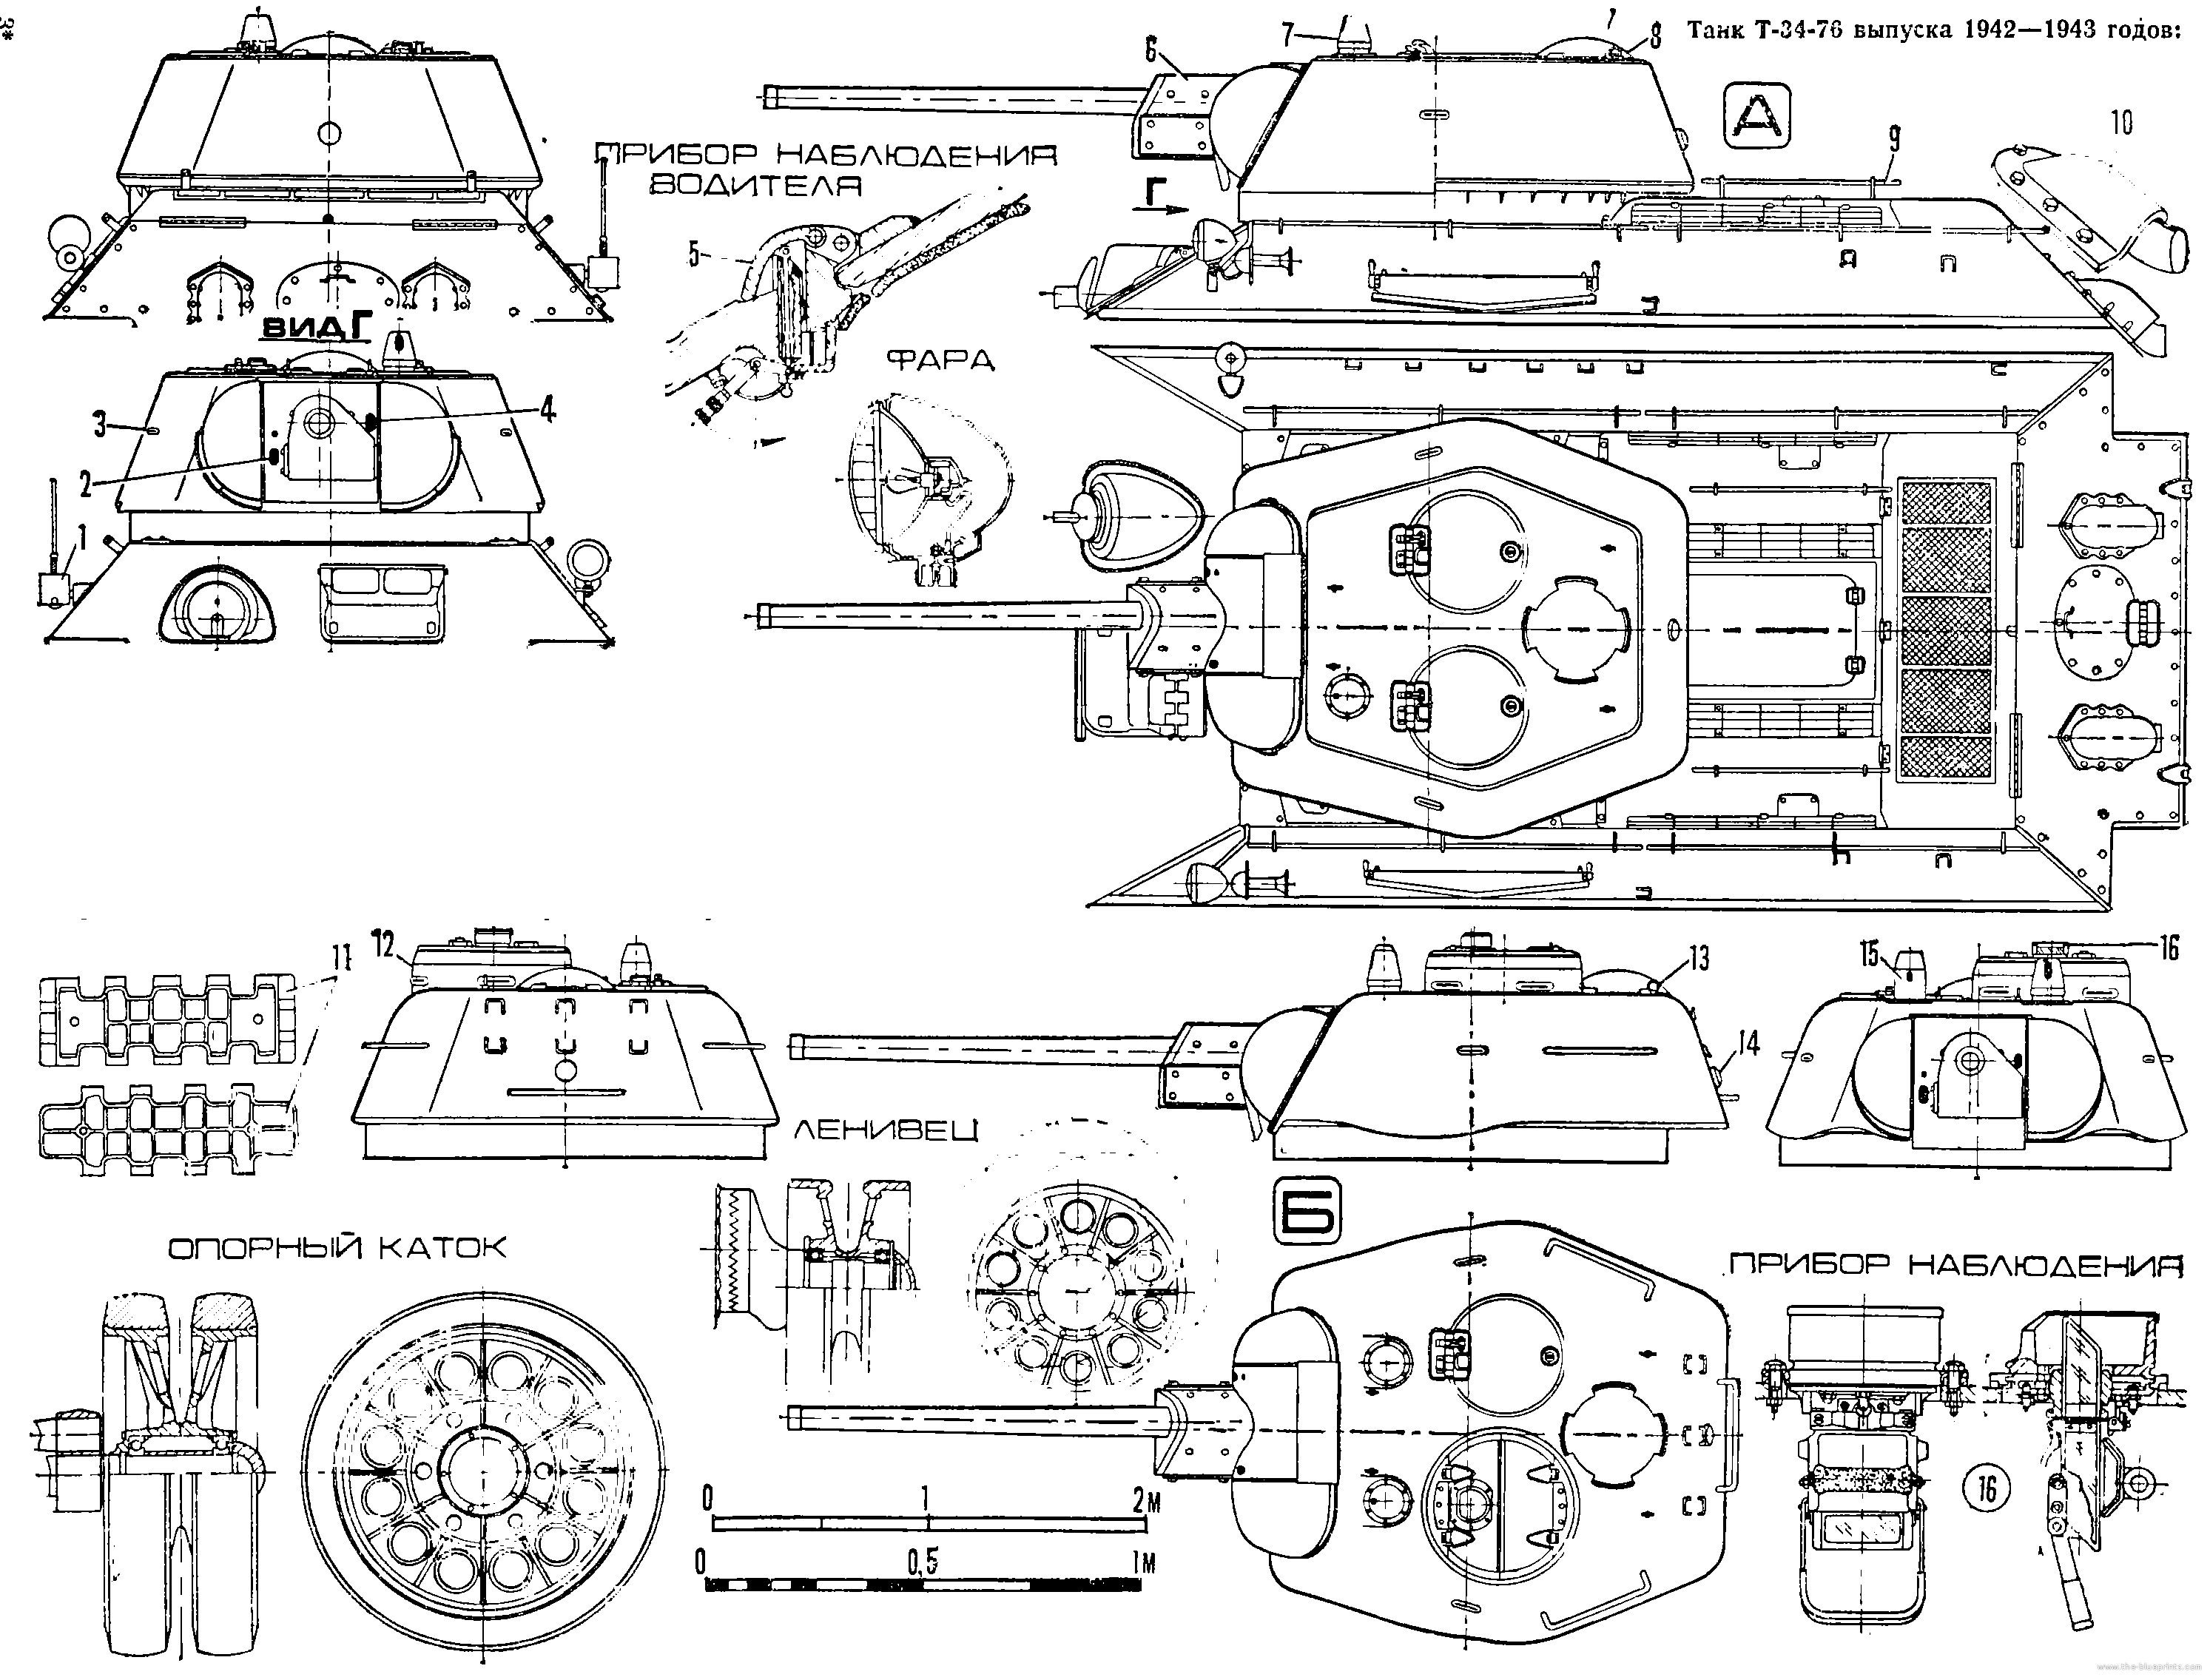 3*
Танк Т-34-76 выпуска 1942—1943 годов:
7
7
8
6
А
9
10
ПРИБОР НАБЛЮДЕНИЯ
ВОДИТЕЛЯ
Г
5
ВИД Г
ФАРА
3
4
2
1
11
12
13
15
16
14
ЛЕНИВЕЦ
Б
ОПОРНЫЙ КАТОК
ПРИБОР НАБЛЮДЕНИЯ
16
0 1 2м
0 0,5 1м
www.the-blueprints.com